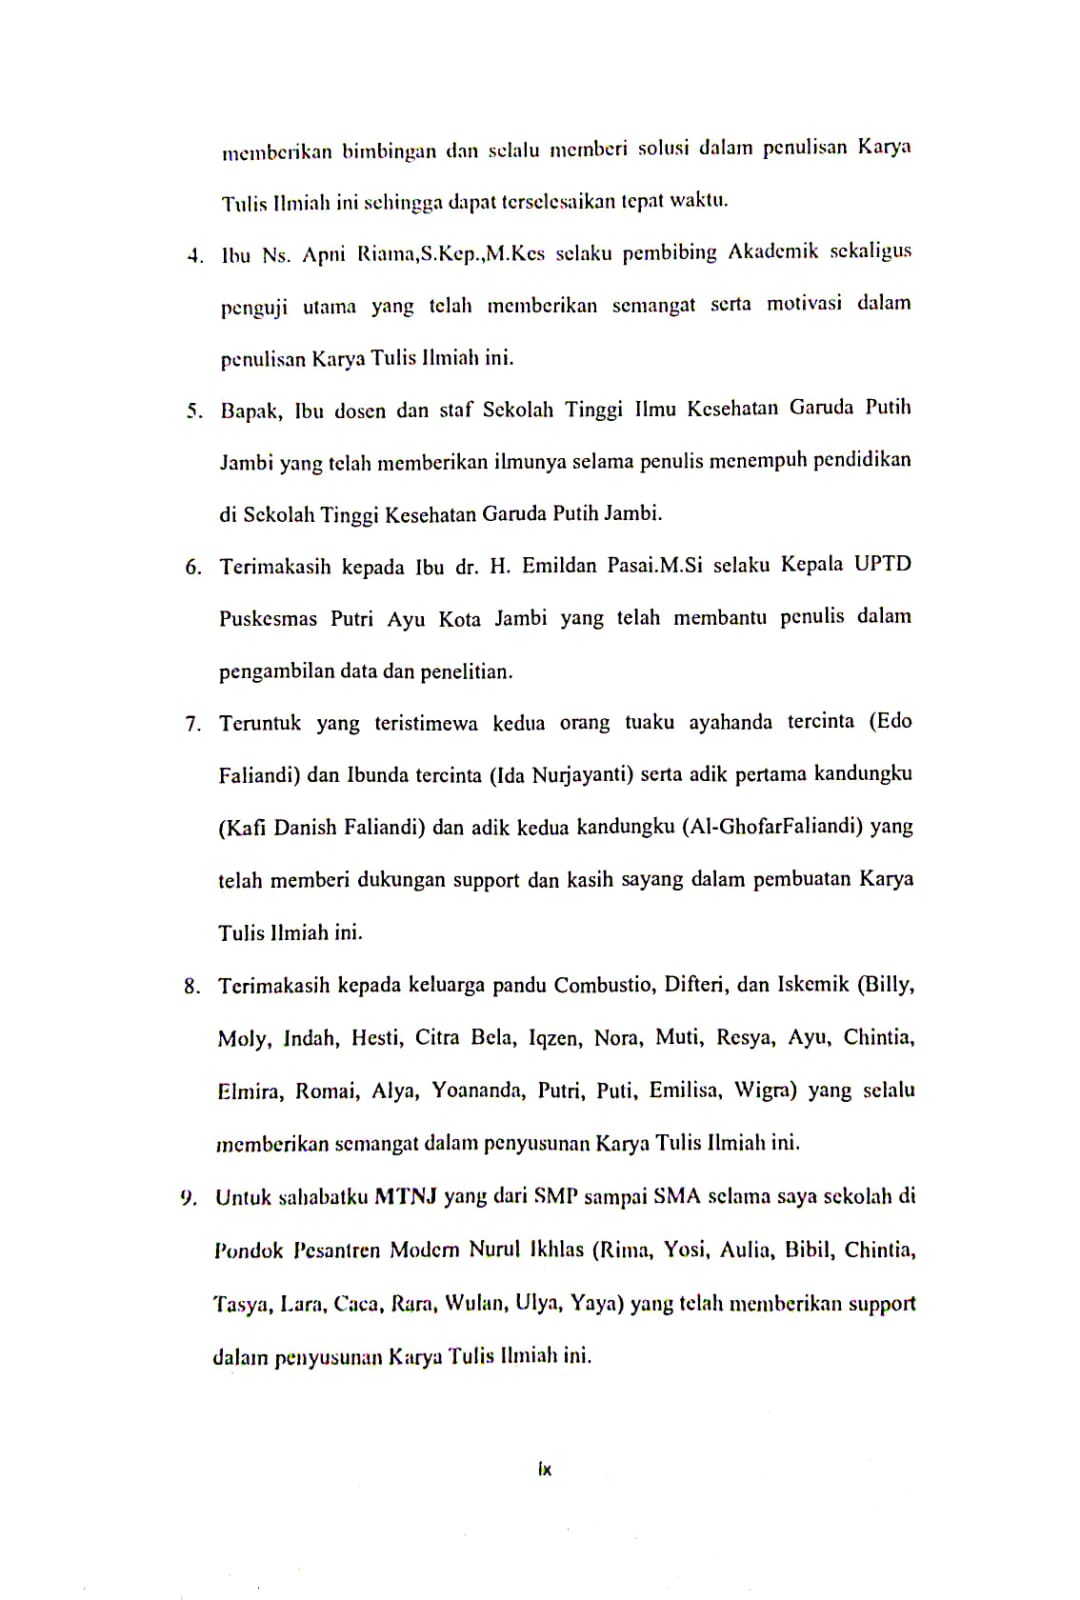 memberikan bimbingan dan selalu memberi solusi dalam penulisan Karya
Tulis Ilmiah ini sehingga dapat terselesaikan tepat waktu.
4. Ibu Ns. Apni Riama,S.Kep.,M.Kes selaku pembibing Akademik sekaligus
penguji utama yang telah memberikan semangat serta motivasi dalam
penulisan Karya Tulis Ilmiah ini.
5. Bapak, Ibu dosen dan staf Sekolah Tinggi Ilmu Kesehatan Garuda Putih
Jambi yang telah memberikan ilmunya selama penulis menempuh pendidikan
di Sekolah Tinggi Kesehatan Garuda Putih Jambi.
6. Terimakasih kepada Ibu dr. H. Emildan Pasai.M.Si selaku Kepala UPTD
Puskesmas Putri Ayu Kota Jambi yang telah membantu penulis dalam
pengambilan data dan penelitian.
7. Teruntuk yang teristimewa kedua orang tuaku ayahanda tercinta (Edo
Faliandi) dan Ibunda tercinta (Ida Nurjayanti) serta adik pertama kandungku
(Kafi Danish Faliandi) dan adik kedua kandungku (Al-GhofarFaliandi) yang
telah memberi dukungan support dan kasih sayang dalam pembuatan Karya
Tulis Ilmiah ini.
8. Terimakasih kepada keluarga pandu Combustio, Difteri, dan Iskemik (Billy,
Moly, Indah, Hesti, Citra Bela, Iqzen, Nora, Muti, Resya, Ayu, Chintia,
Elmira, Romai, Alya, Yoananda, Putri, Puti, Emilisa, Wigra) yang selalu
memberikan semangat dalam penyusunan Karya Tulis Ilmiah ini.
9. Untuk sahabatku MTNJ yang dari SMP sampai SMA selama saya sekolah di
Pondok Pesantren Modern Nurul Ikhlas (Rima, Yosi, Aulia, Bibil, Chintia,
Tasya, Lara, Caca, Rara, Wulan, Ulya, Yaya) yang telah memberikan support
dalam penyusunan Karya Tulis Ilmiah ini.
ix